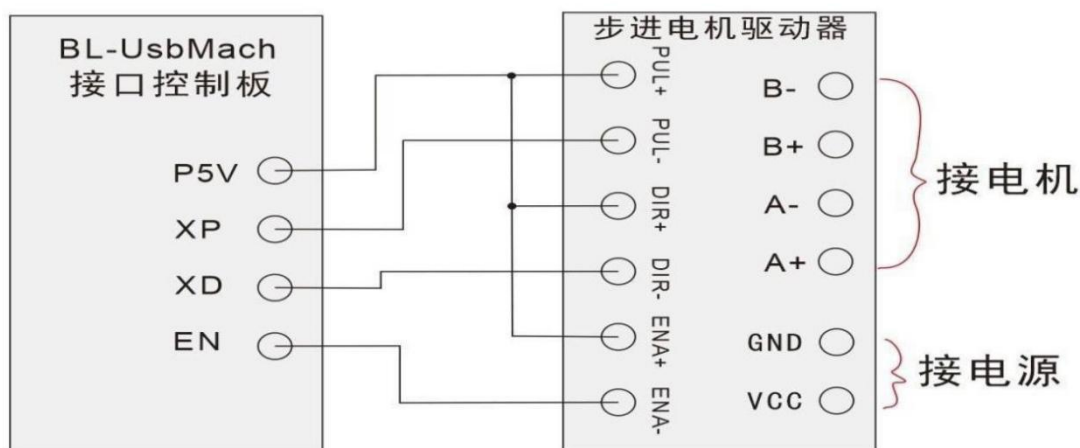 BL-UsbMach
接口控制板
P5V
XP
XD
EN
步进电机驱动器
PUL+
PUL-
DIR+
DIR-
ENA+
ENA-
B-
B+
A-
A+
GND
VCC
接电机
接电源